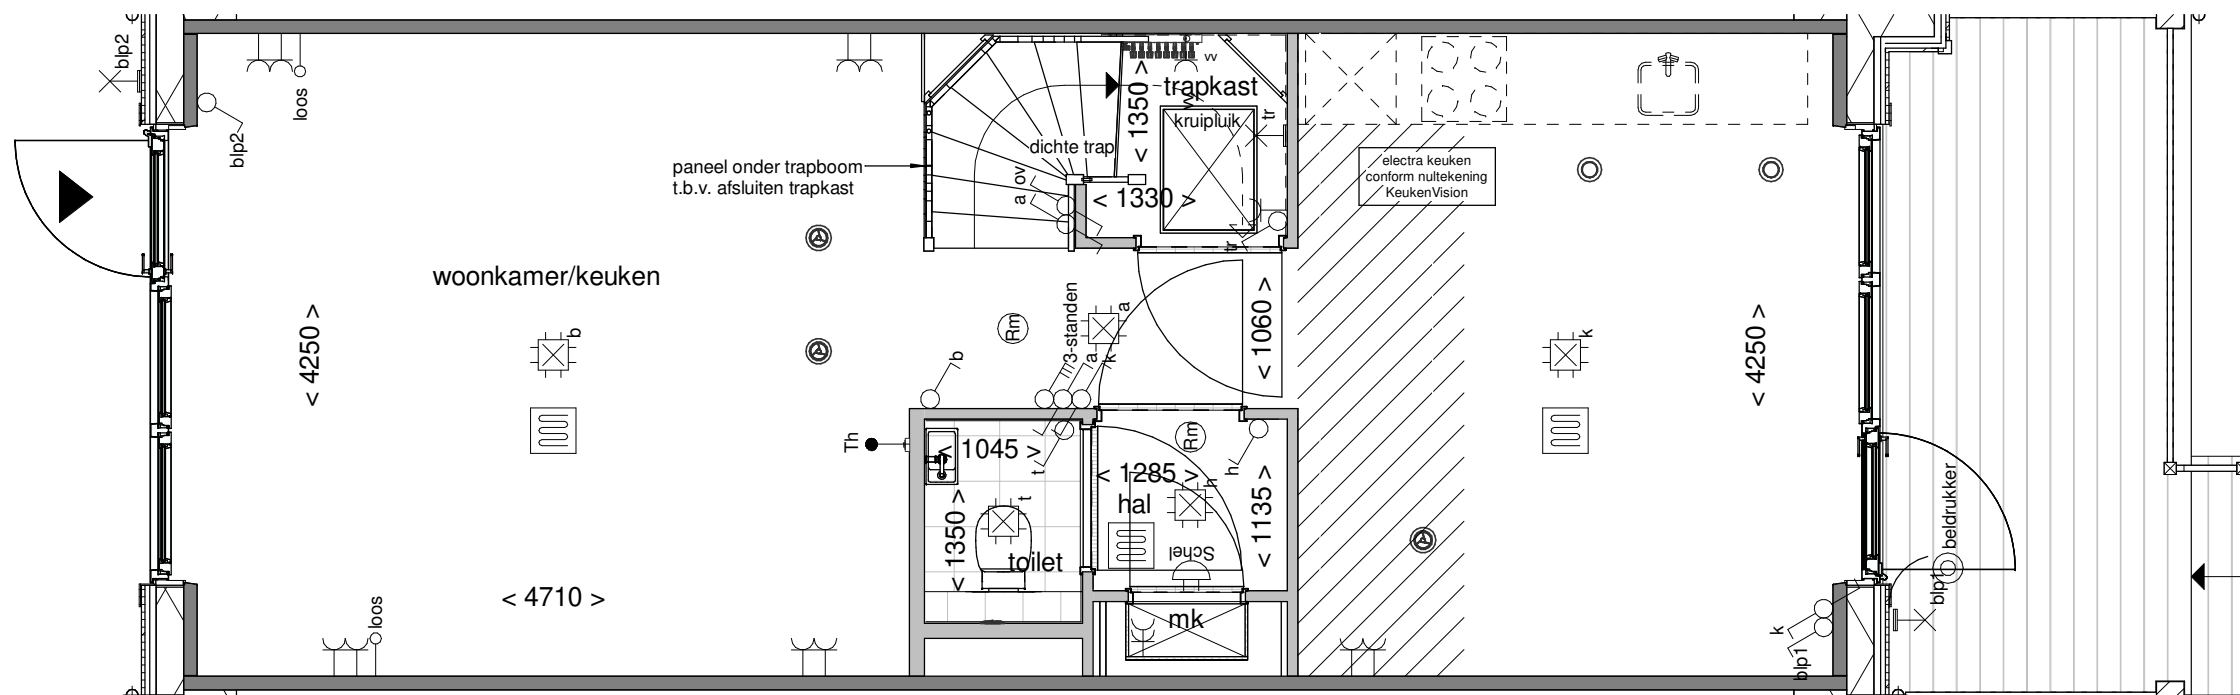 blp2
loos
blp2
vv
trapkast
< 1350 >
kruipluik
tr
dichte trap
electra keuken
conform nultekening
KeukenVision
paneel onder trapboom
t.b.v. afsluiten trapkast
ov
a
< 1330 >
tr
woonkamer/keuken
< 4250 >
b
Rm
3-standen
a
< 1060 >
k
< 4250 >
b
a
k
Th
< 1045 >
t
Rm
h
< 1285 >
h
hal
< 1135 >
t
< 1350 >
toilet
Schel
beldrukker
blp1
< 4710 >
loos
mk
k
blp1